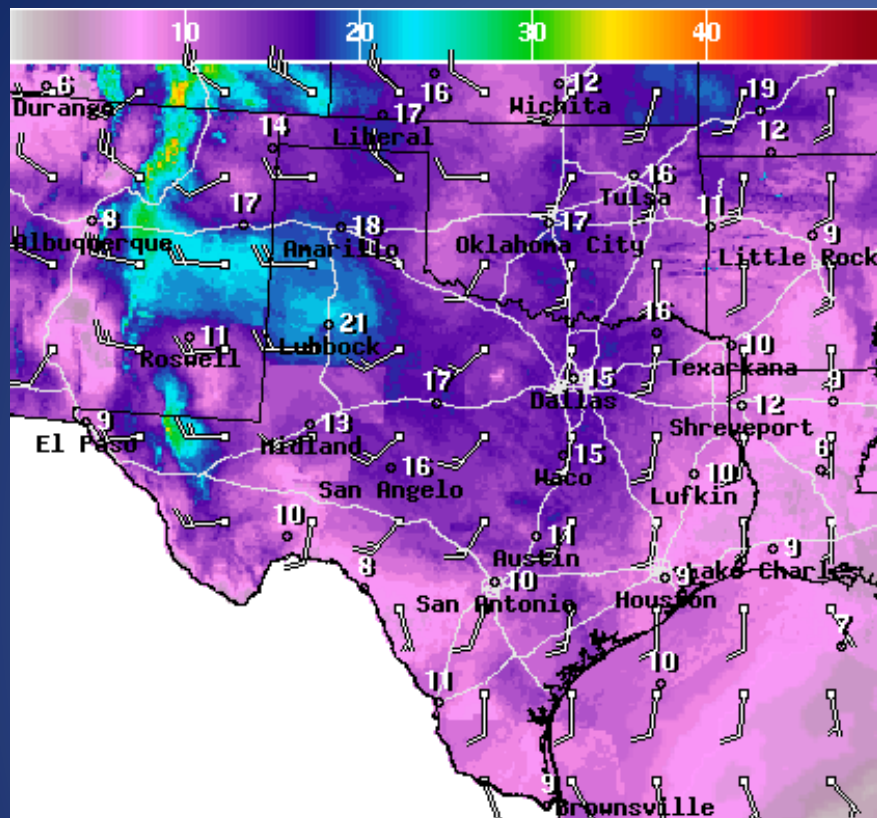 10 20 30 40
6 16 12 19
Durango 17 Wichita
14 Liberal 12
16
Tulsa
8 17 18 17 11 9
Albuquerque Amarillo Oklahoma City Little Rock
11 21 16
Roswell Lubbock 10
Texarkana
17 15 9
Dallas 12
9 13 Shreveport
El Paso Midland 16 15
San Angelo Waco 10
Lufkin
10 11 9
Austin
8 10 9 Lake Charles
San Antonio Houston
7
11 10
9
Brownsville